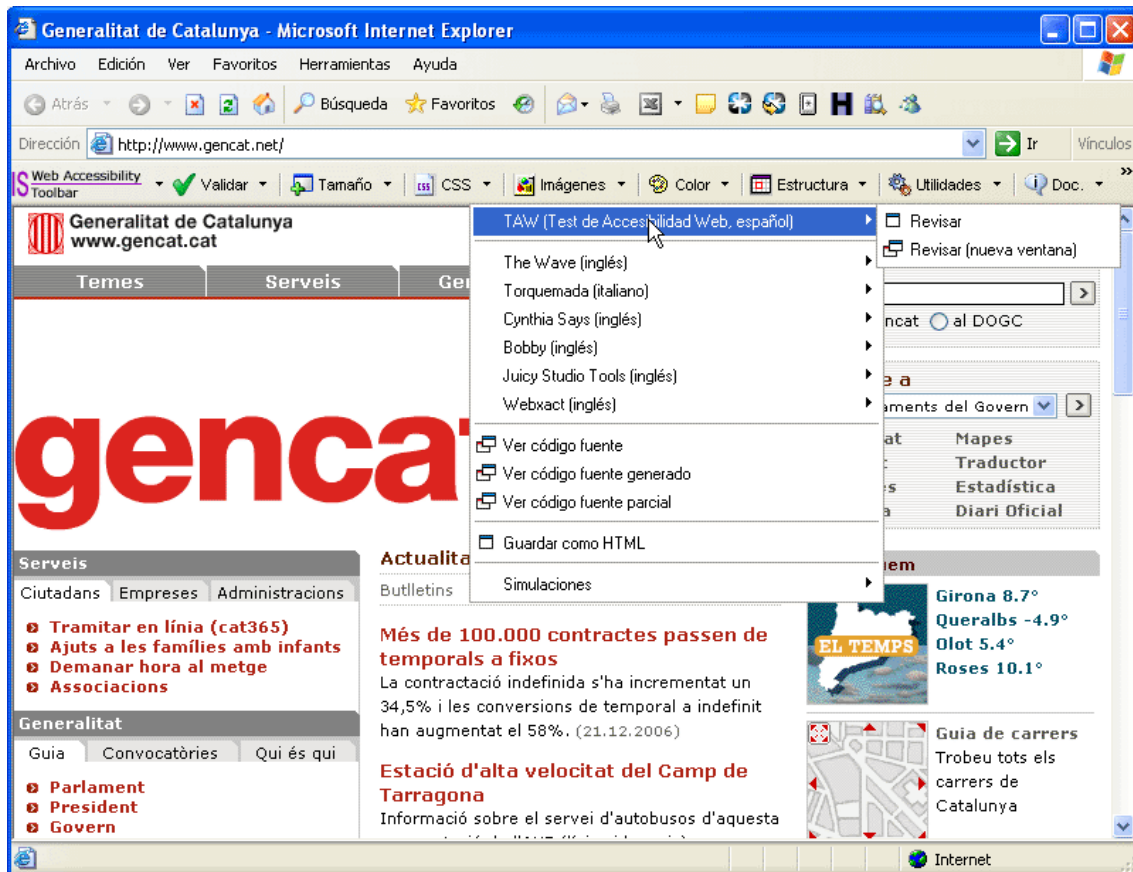 Generalitat de Catalunya - Microsoft Internet Explorer
Archivo Edición Ver Favoritos Herramientas Ayuda
Atrás Búsqueda Favoritos
Dirección http://www.gencat.net/ Ir Vínculos
Web Accessibility Toolbar Validar Tamaño CSS Imágenes Color Estructura Utilidades Doc.
Generalitat de Catalunya
www.gencat.cat
Temes Serveis
TAW (Test de Accesibilidad Web, español)
Revisar
Revisar (nueva ventana)
The Wave (inglés)
Torquemada (italiano)
Cynthia Says (inglés)
Bobby (inglés)
Juicy Studio Tools (inglés)
Webxact (inglés)
Ver código fuente
Ver código fuente generado
Ver código fuente parcial
Guardar como HTML
Simulaciones
al DOGC
del Govern
Mapes
Traductor
Estadística
Diari Oficial
Serveis
Ciutadans Empreses Administracions
Tramitar en línia (cat365)
Ajuts a les famílies amb infants
Demanar hora al metge
Associacions
Generalitat
Guia Convocatòries Qui és qui
Parlament
President
Govern
Butlletins
Més de 100.000 contractes passen de
temporals a fixos
La contractació indefinida s'ha incrementat un
34,5% i les conversions de temporal a indefinit
han augmentat el 58%. (21.12.2006)
Estació d'alta velocitat del Camp de
Tarragona
Informació sobre el servei d'autobusos d'aquesta
EL TEMPS
Girona 8.7°
Queralbs -4.9°
Olot 5.4°
Roses 10.1°
Guia de carrers
Trobeu tots els
carrers de
Catalunya
Internet